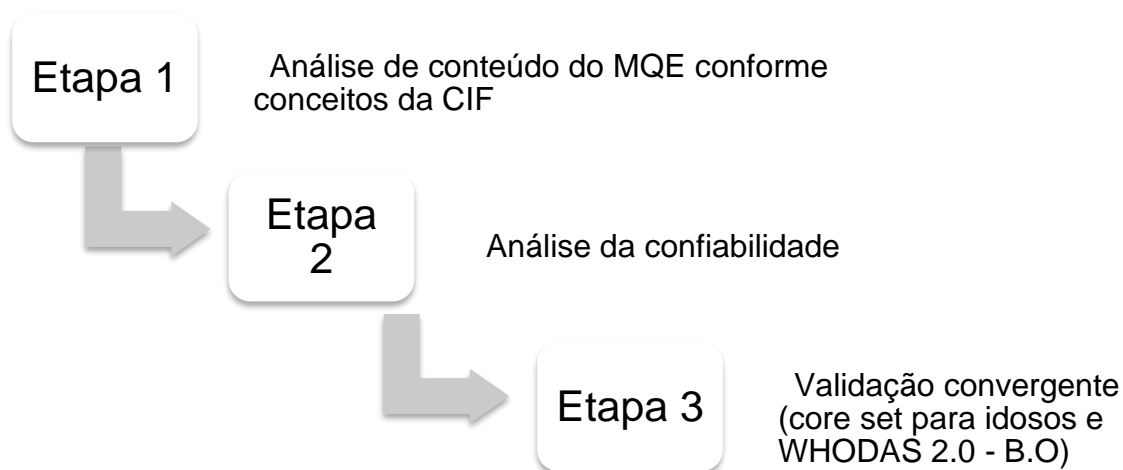 Etapa 1
Análise de conteúdo do MQE conforme
conceitos da CIF
Etapa
2
Análise da confiabilidade
Etapa 3
Validação convergente
(core set para idosos e
WHODAS 2.0 - B.O)